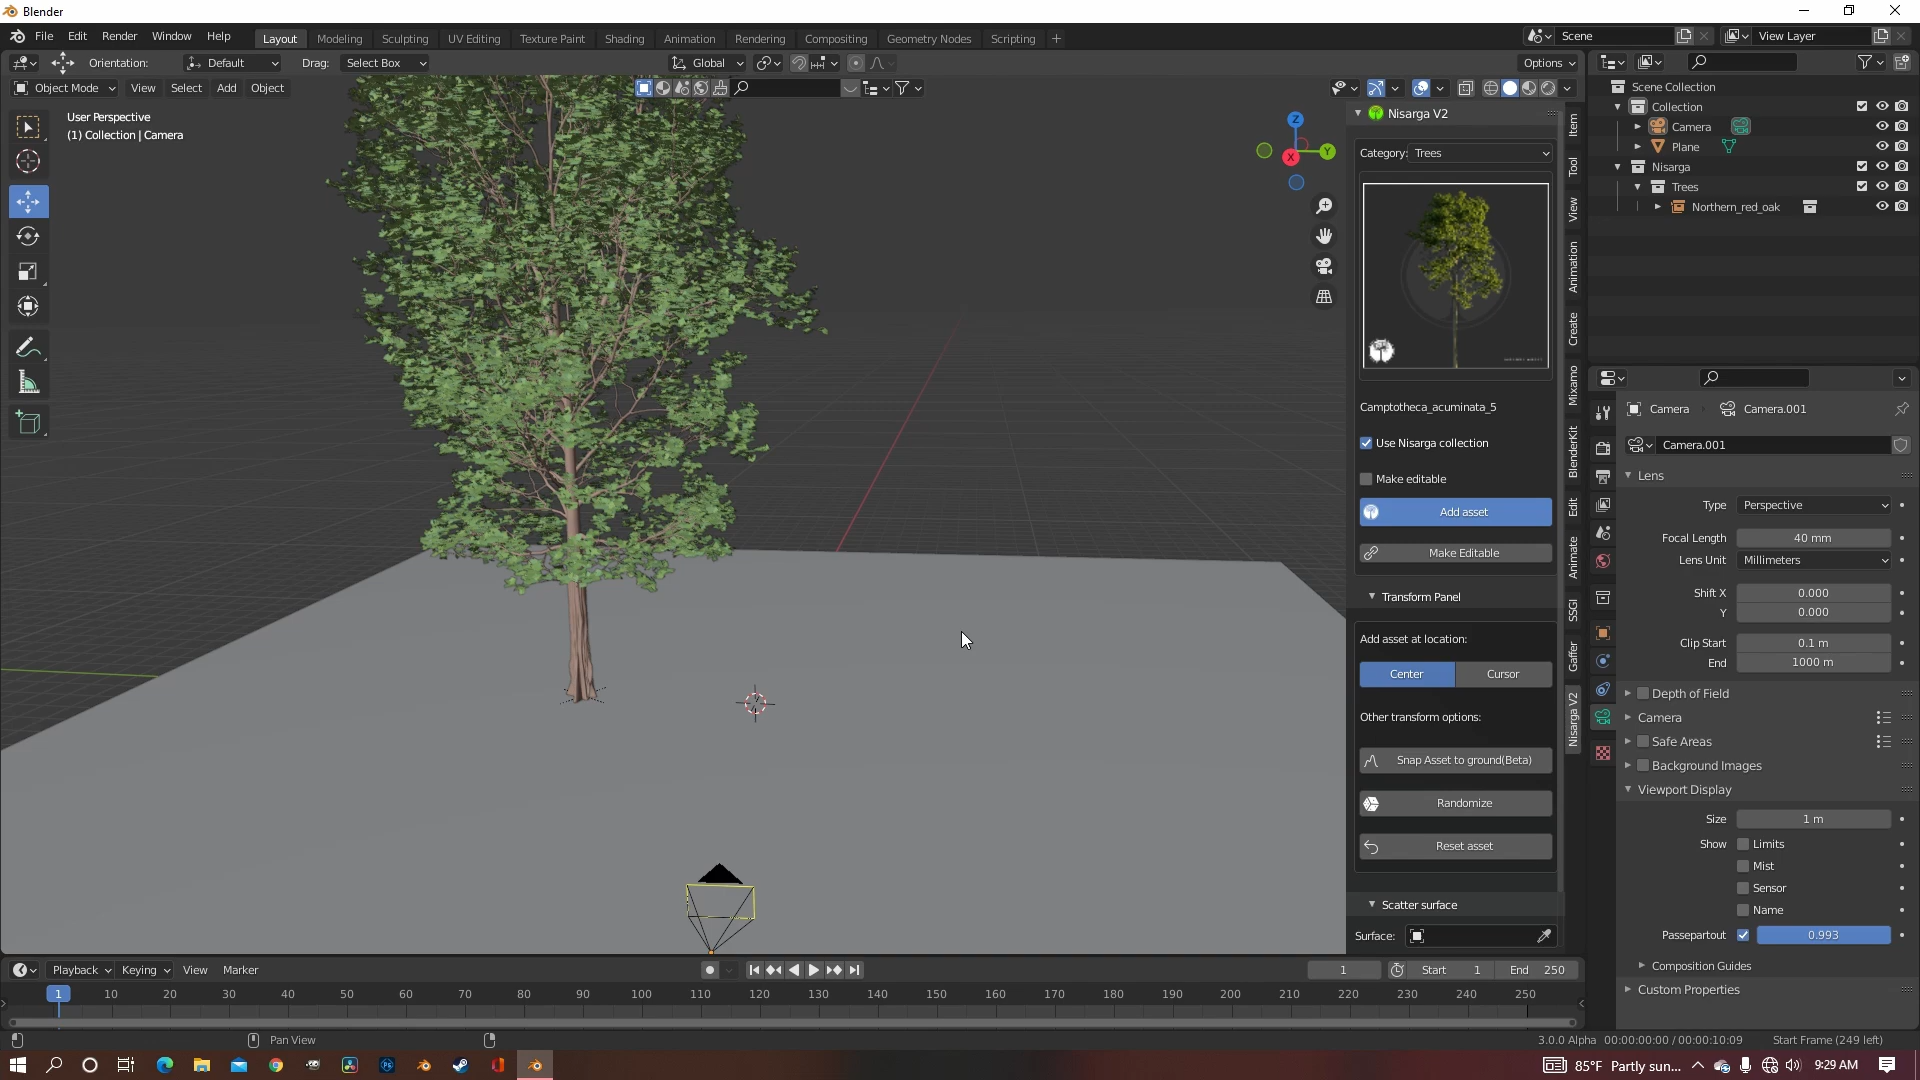 Blender
File Edit Render Window Help
Layout Modeling Sculpting UV Editing Texture Paint Shading Animation Rendering Compositing Geometry Nodes Scripting +
Scene
View Layer
Orientation: Default Drag: Select Box
Global
Options
Object Mode View Select Add Object
User Perspective
(1) Collection | Camera
Z
Y
X
Nisarga V2
Category: Trees
Camptotheca_acuminata_5
Use Nisarga collection
Make editable
Add asset
Make Editable
Transform Panel
Add asset at location:
Center Cursor
Other transform options:
Snap Asset to ground(Beta)
Randomize
Reset asset
Scatter surface
Surface:
Item
Tool
View
Animation
Create
Mixamo
BlenderKit
Edit
Animate
SSGI
Gaffer
Nisarga V2
Scene Collection
Collection
Camera
Plane
Nisarga
Trees
Northern_red_oak
Camera Camera.001
Camera.001
Lens
Type Perspective
Focal Length 40 mm
Lens Unit Millimeters
Shift X 0.000
Y 0.000
Clip Start 0.1 m
End 1000 m
Depth of Field
Camera
Safe Areas
Background Images
Viewport Display
Size 1 m
Show Limits
Mist
Sensor
Name
Passepartout 0.993
Composition Guides
Custom Properties
Playback Keying View Marker
1 Start 1 End 250
1 10 20 30 40 50 60 70 80 90 100 110 120 130 140 150 160 170 180 190 200 210 220 230 240 250
Pan View
3.0.0 Alpha 00:00:00:00 / 00:00:10:09 Start Frame (249 left)
85°F Partly sun... 9:29 AM